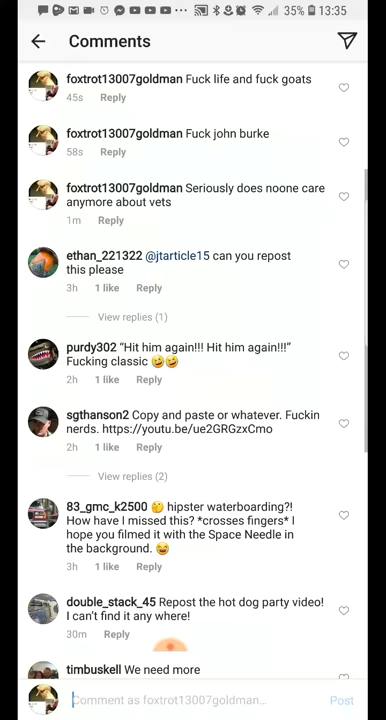 35% 13:35
Comments
foxtrot13007goldman Fuck life and fuck goats
45s Reply
foxtrot13007goldman Fuck john burke
58s Reply
foxtrot13007goldman Seriously does noone care
anymore about vets
1m Reply
ethan_221322 @jtarticle15 can you repost
this please
3h 1 like Reply
View replies (1)
purdy302 “Hit him again!!! Hit him again!!!”
Fucking classic 🤣🤣
2h 1 like Reply
sgthanson2 Copy and paste or whatever. Fuckin
nerds. https://youtu.be/ue2GRGzxCmo
2h 1 like Reply
View replies (2)
83_gmc_k2500 🤔 hipster waterboarding?!
How have I missed this? *crosses fingers* I
hope you filmed it with the Space Needle in
the background. 😂
3h 1 like Reply
double_stack_45 Repost the hot dog party video!
I can’t find it any where!
30m Reply
timbuskell We need more
Comment as foxtrot13007goldman... Post